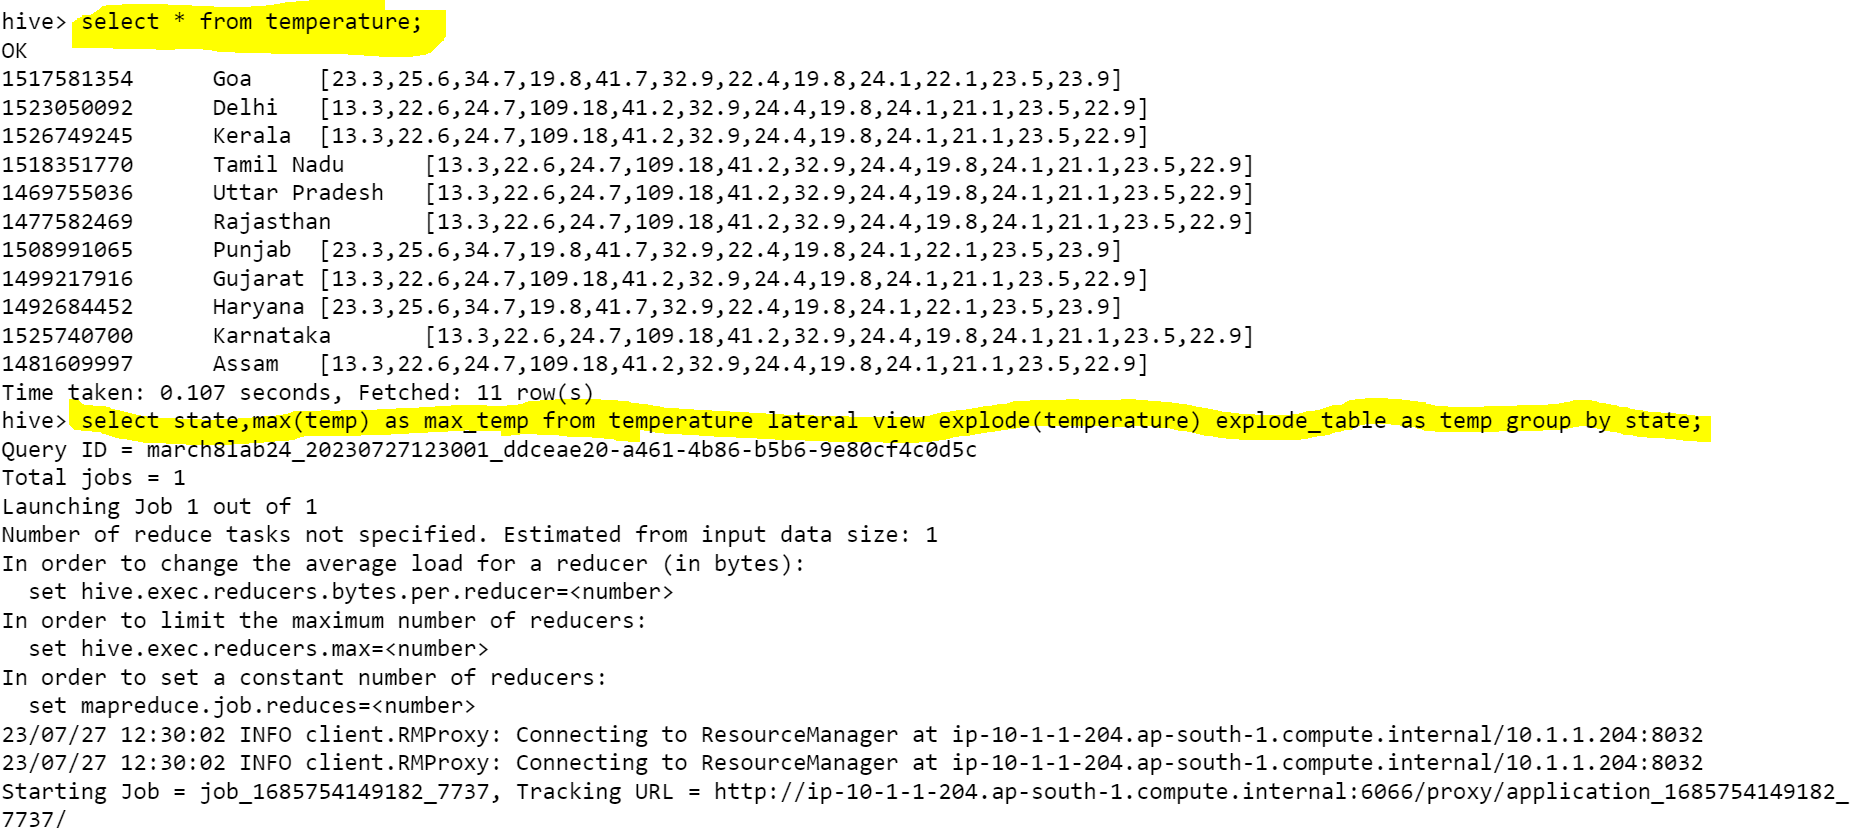 hive> select * from temperature;
OK
1517581354 Goa [23.3,25.6,34.7,19.8,41.7,32.9,22.4,19.8,24.1,22.1,23.5,23.9]
1523050092 Delhi [13.3,22.6,24.7,109.18,41.2,32.9,24.4,19.8,24.1,21.1,23.5,22.9]
1526749245 Kerala [13.3,22.6,24.7,109.18,41.2,32.9,24.4,19.8,24.1,21.1,23.5,22.9]
1518351770 Tamil Nadu [13.3,22.6,24.7,109.18,41.2,32.9,24.4,19.8,24.1,21.1,23.5,22.9]
1469755036 Uttar Pradesh [13.3,22.6,24.7,109.18,41.2,32.9,24.4,19.8,24.1,21.1,23.5,22.9]
1477582469 Rajasthan [13.3,22.6,24.7,109.18,41.2,32.9,24.4,19.8,24.1,21.1,23.5,22.9]
1508991065 Punjab [23.3,25.6,34.7,19.8,41.7,32.9,22.4,19.8,24.1,22.1,23.5,23.9]
1499217916 Gujarat [13.3,22.6,24.7,109.18,41.2,32.9,24.4,19.8,24.1,21.1,23.5,22.9]
1492684452 Haryana [23.3,25.6,34.7,19.8,41.7,32.9,22.4,19.8,24.1,22.1,23.5,23.9]
1525740700 Karnataka [13.3,22.6,24.7,109.18,41.2,32.9,24.4,19.8,24.1,21.1,23.5,22.9]
1481609997 Assam [13.3,22.6,24.7,109.18,41.2,32.9,24.4,19.8,24.1,21.1,23.5,22.9]
Time taken: 0.107 seconds, Fetched: 11 row(s)
hive> select state,max(temp) as max_temp from temperature lateral view explode(temperature) explode_table as temp group by state;
Query ID = march8lab24_20230727123001_ddceae20-a461-4b86-b5b6-9e80cf4c0d5c
Total jobs = 1
Launching Job 1 out of 1
Number of reduce tasks not specified. Estimated from input data size: 1
In order to change the average load for a reducer (in bytes):
  set hive.exec.reducers.bytes.per.reducer=<number>
In order to limit the maximum number of reducers:
  set hive.exec.reducers.max=<number>
In order to set a constant number of reducers:
  set mapreduce.job.reduces=<number>
23/07/27 12:30:02 INFO client.RMProxy: Connecting to ResourceManager at ip-10-1-1-204.ap-south-1.compute.internal/10.1.1.204:8032
23/07/27 12:30:02 INFO client.RMProxy: Connecting to ResourceManager at ip-10-1-1-204.ap-south-1.compute.internal/10.1.1.204:8032
Starting Job = job_1685754149182_7737, Tracking URL = http://ip-10-1-1-204.ap-south-1.compute.internal:6066/proxy/application_1685754149182_
7737/